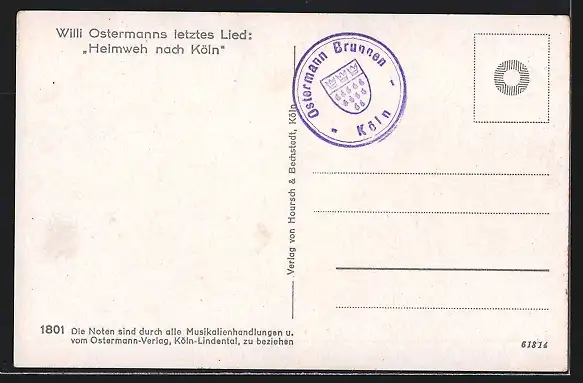 Willi Ostermanns letztes Lied:
„Heimweh nach Köln"
Ostermann Brunnen
- Köln -
Verlag von Hoursch & Bechstedt, Köln
1801 Die Noten sind durch alle Musikalienhandlungen u.
vom Ostermann-Verlag, Köln-Lindental, zu beziehen
61814